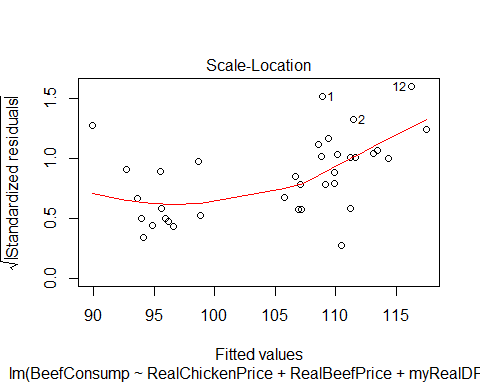 Scale-Location
√|Standardized residuals|
0.0 0.5 1.0 1.5
12
1
2
90 95 100 105 110 115
Fitted values
lm(BeefConsump ~ RealChickenPrice + RealBeefPrice + myRealDF